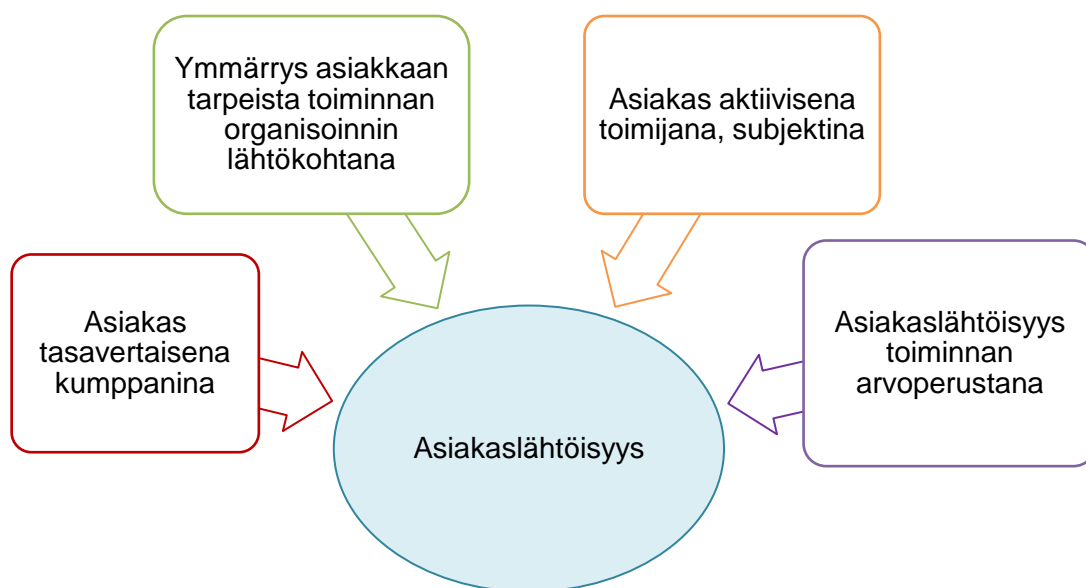 Ymmärrys asiakkaan
tarpeista toiminnan
organisoinnin
lähtökohtana
Asiakas aktiivisena
toimijana, subjektina
Asiakas
tasavertaisena
kumppanina
Asiakaslähtöisyys
toiminnan
arvoperustana
Asiakaslähtöisyys